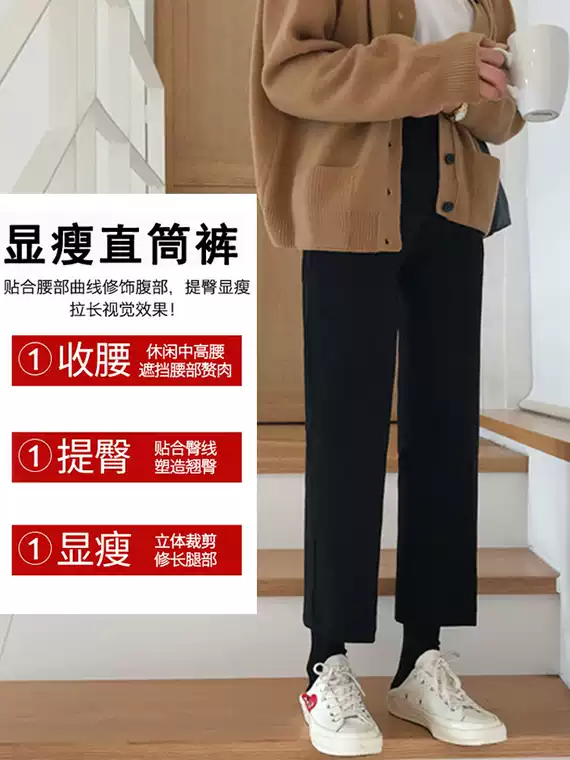 显瘦直筒裤
贴合腰部曲线修饰腹部，提臀显瘦
拉长视觉效果！
①收腰
休闲中高腰
遮挡腰部赘肉
①提臀
贴合臀线
塑造翘臀
①显瘦
立体裁剪
修长腿部